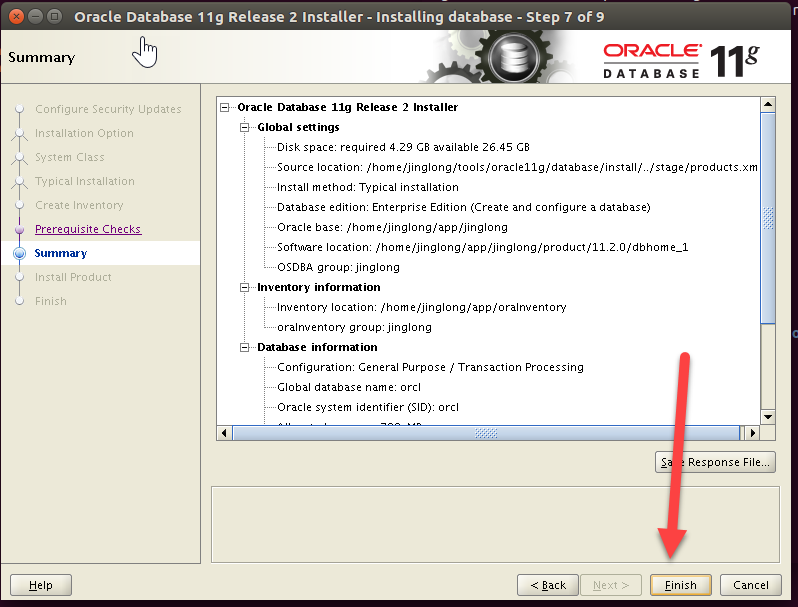 Oracle Database 11g Release 2 Installer - Installing database - Step 7 of 9
Summary
ORACLE
DATABASE 11g
Configure Security Updates
Installation Option
System Class
Typical Installation
Create Inventory
Prerequisite Checks
Summary
Install Product
Finish
Oracle Database 11g Release 2 Installer
Global settings
Disk space: required 4.29 GB available 26.45 GB
Source location: /home/jinglong/tools/oracle11g/database/install/../stage/products.xm
Install method: Typical installation
Database edition: Enterprise Edition (Create and configure a database)
Oracle base: /home/jinglong/app/jinglong
Software location: /home/jinglong/app/jinglong/product/11.2.0/dbhome_1
OSDBA group: jinglong
Inventory information
Inventory location: /home/jinglong/app/oraInventory
oraInventory group: jinglong
Database information
Configuration: General Purpose / Transaction Processing
Global database name: orcl
Oracle system identifier (SID): orcl
Save Response File...
Help
< Back
Next >
Finish
Cancel